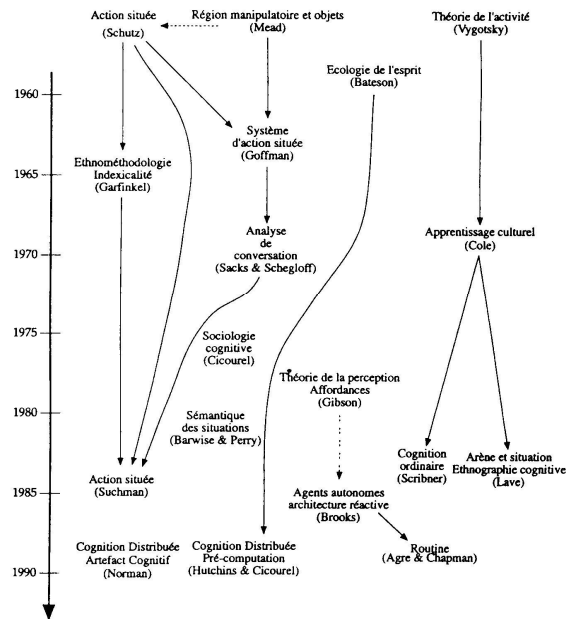 Action située
(Schutz)
Région manipulatoire et objets
(Mead)
Théorie de l'activité
(Vygotsky)
Ecologie de l'esprit
(Bateson)
1960
Système
d'action située
(Goffman)
1965
Ethnométhodologie
Indexicalité
(Garfinkel)
Analyse
de
conversation
(Sacks & Schegloff)
Apprentissage culturel
(Cole)
1970
1975
Sociologie
cognitive
(Cicourel)
Théorie de la perception
Affordances
(Gibson)
1980
Sémantique
des situations
(Barwise & Perry)
Cognition
ordinaire
(Scribner)
Arène et situation
Ethnographie cognitive
(Lave)
Action située
(Suchman)
1985
Agents autonomes
architecture réactive
(Brooks)
Cognition Distribuée
Artefact Cognitif
(Norman)
Cognition Distribuée
Pré-computation
(Hutchins & Cicourel)
Routine
(Agre & Chapman)
1990